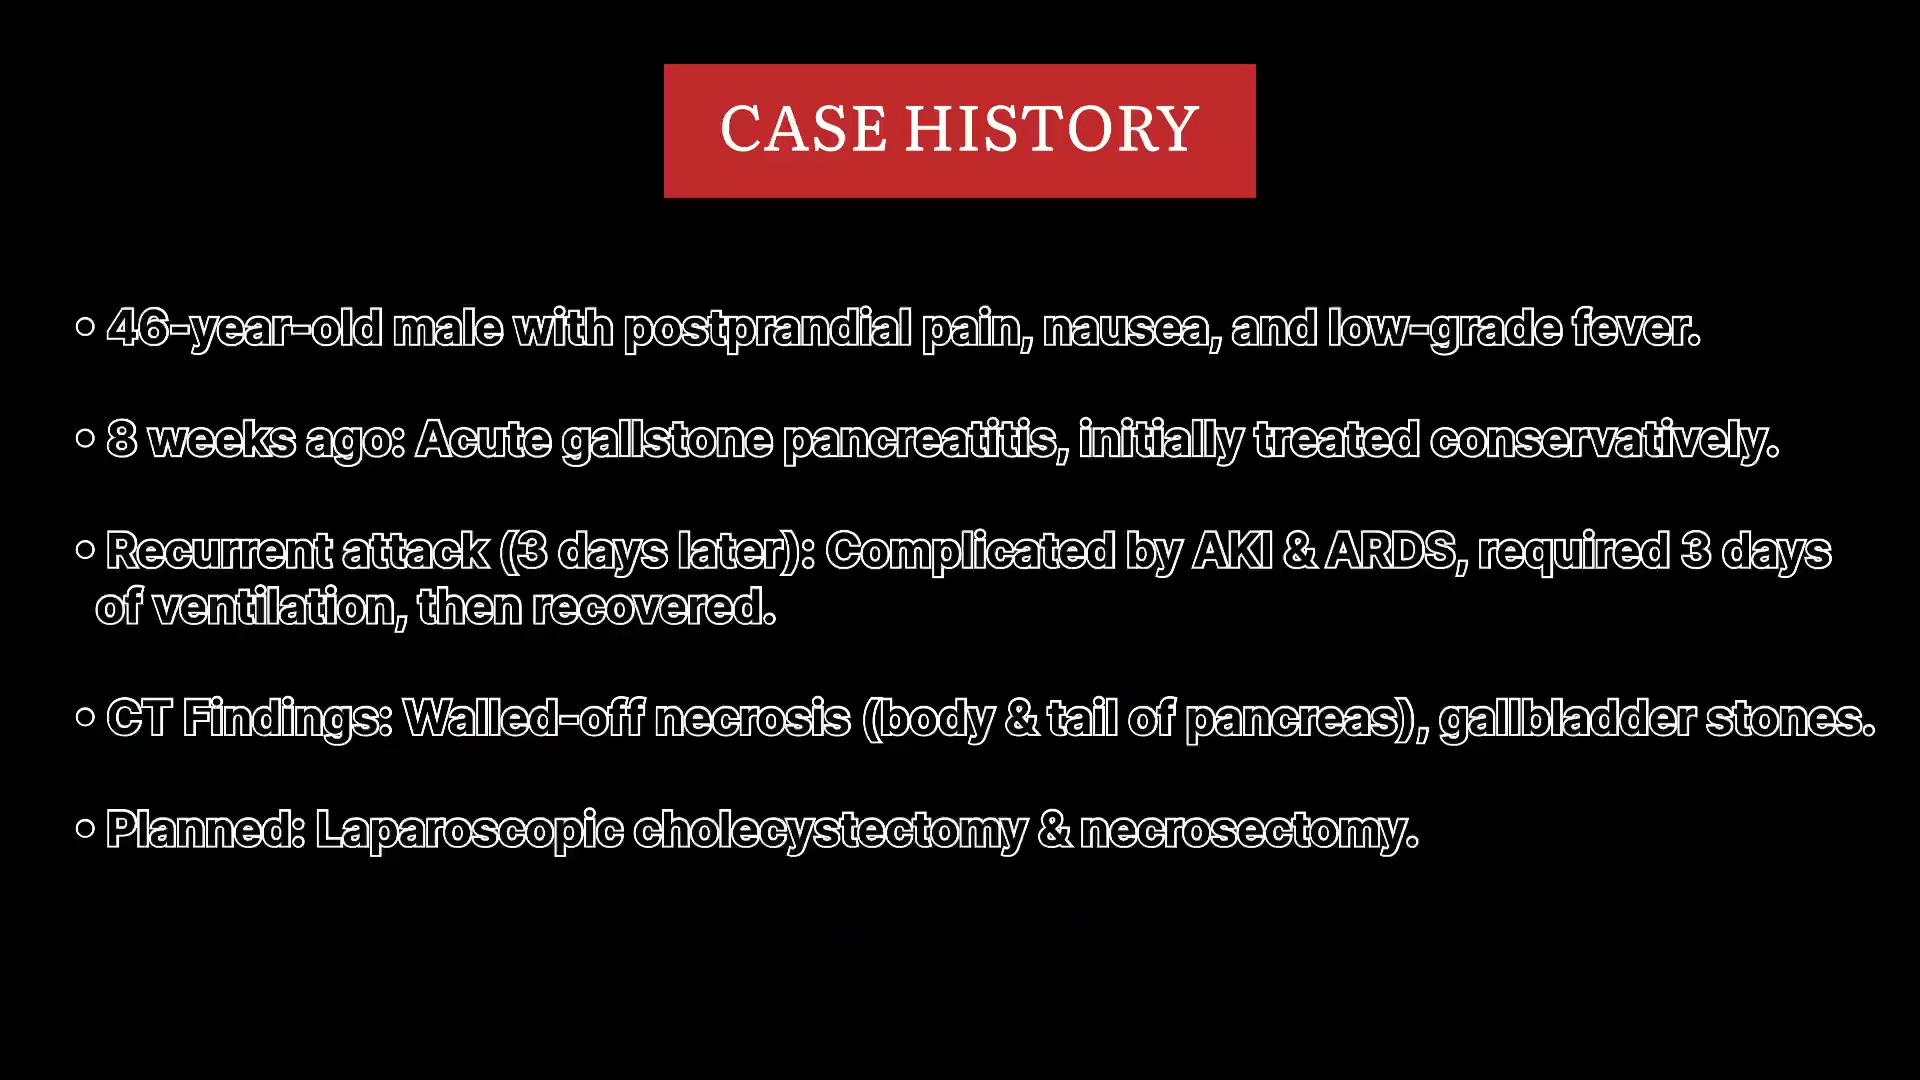 CASE HISTORY
• 46-year-old male with postprandial pain, nausea, and low-grade fever.
• 8 weeks ago: Acute gallstone pancreatitis, initially treated conservatively.
• Recurrent attack (3 days later): Complicated by AKI & ARDS, required 3 days
of ventilation, then recovered.
• CT Findings: Walled-off necrosis (body & tail of pancreas), gallbladder stones.
• Planned: Laparoscopic cholecystectomy & necrosectomy.